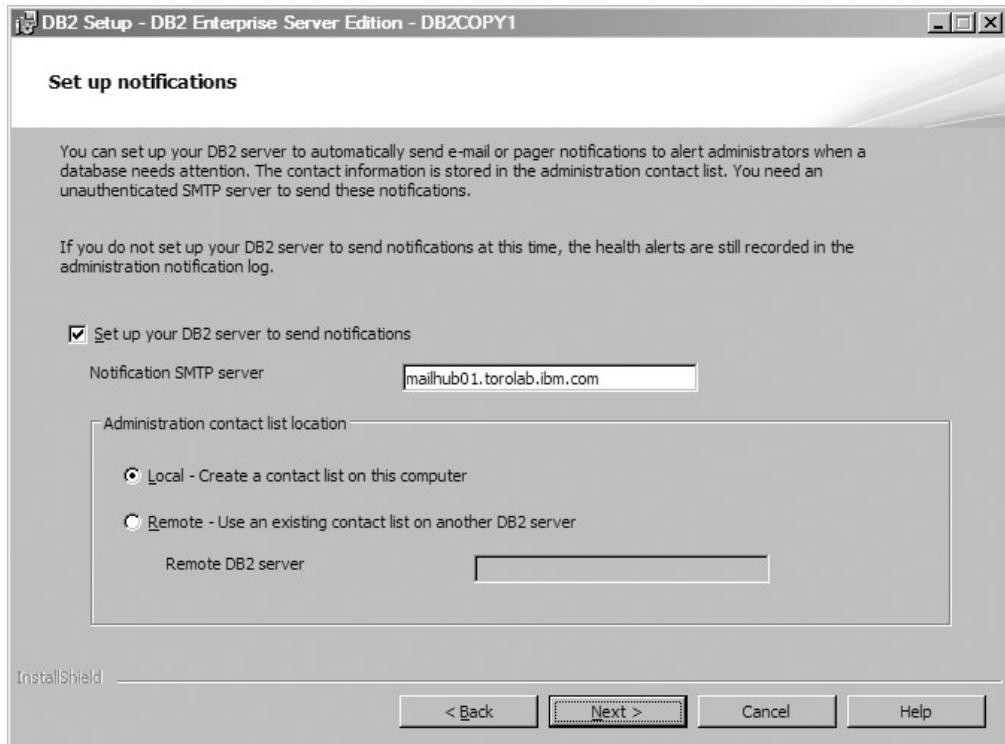 DB2 Setup - DB2 Enterprise Server Edition - DB2COPY1
Set up notifications
You can set up your DB2 server to automatically send e-mail or pager notifications to alert administrators when a
database needs attention. The contact information is stored in the administration contact list. You need an
unauthenticated SMTP server to send these notifications.
If you do not set up your DB2 server to send notifications at this time, the health alerts are still recorded in the
administration notification log.
Set up your DB2 server to send notifications
Notification SMTP server mailhub01.torolab.ibm.com
Administration contact list location
Local - Create a contact list on this computer
Remote - Use an existing contact list on another DB2 server
Remote DB2 server
InstallShield
< Back Next > Cancel Help